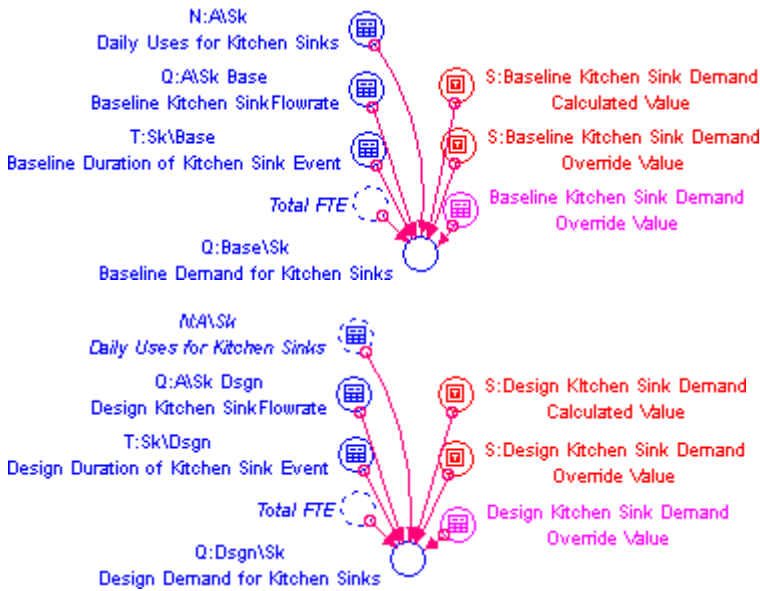 N:A\Sk
Daily Uses for Kitchen Sinks
Q:A\Sk Base
Baseline Kitchen Sink Flowrate
S:Baseline Kitchen Sink Demand
Calculated Value
T:Sk\Base
Baseline Duration of Kitchen Sink Event
S:Baseline Kitchen Sink Demand
Override Value
Total FTE
Baseline Kitchen Sink Demand
Override Value
Q:Base\Sk
Baseline Demand for Kitchen Sinks
N:A\Sk
Daily Uses for Kitchen Sinks
Q:A\Sk Dsgn
Design Kitchen Sink Flowrate
S:Design Kitchen Sink Demand
Calculated Value
T:Sk\Dsgn
Design Duration of Kitchen Sink Event
S:Design Kitchen Sink Demand
Override Value
Total FTE
Design Kitchen Sink Demand
Override Value
Q:Dsgn\Sk
Design Demand for Kitchen Sinks